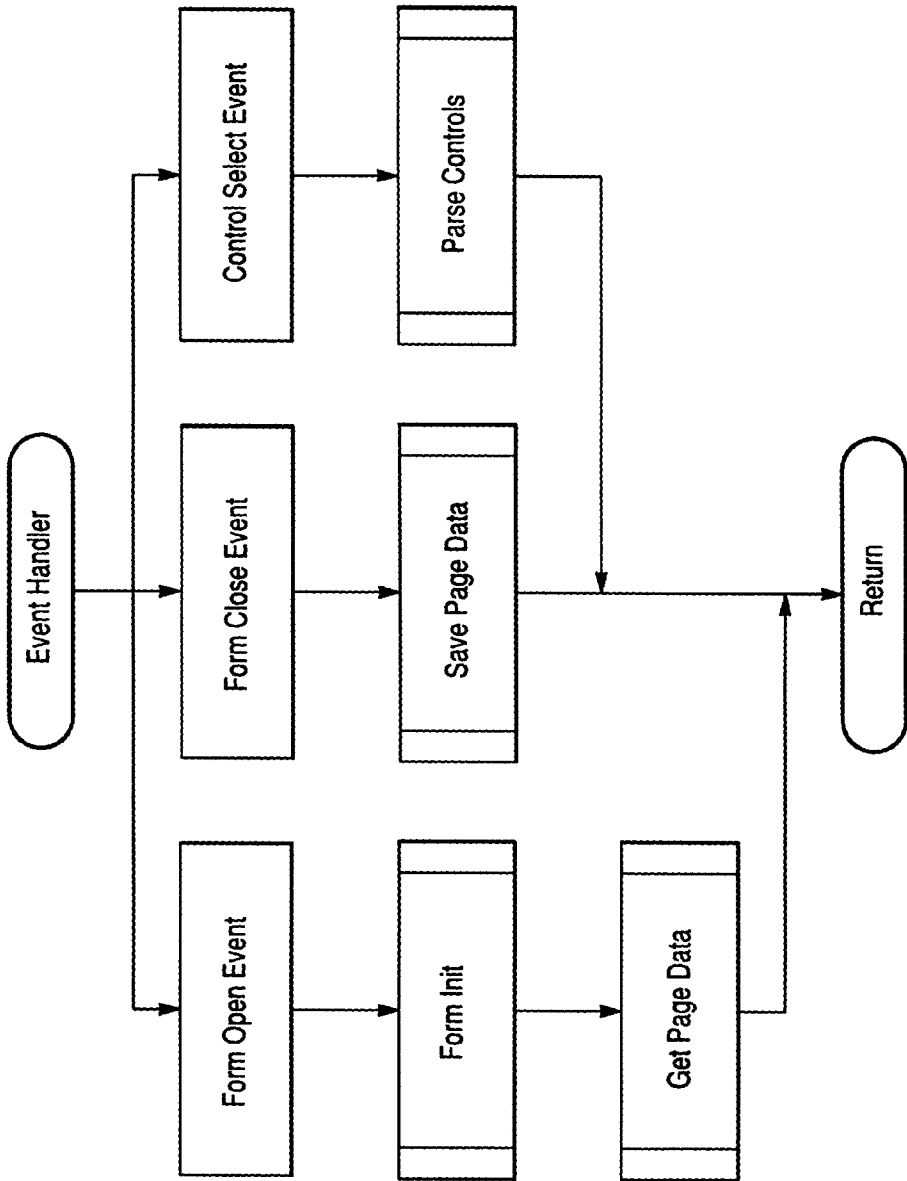 Event Handler
Form Open Event
Form Close Event
Control Select Event
Form Init
Save Page Data
Parse Controls
Get Page Data
Return